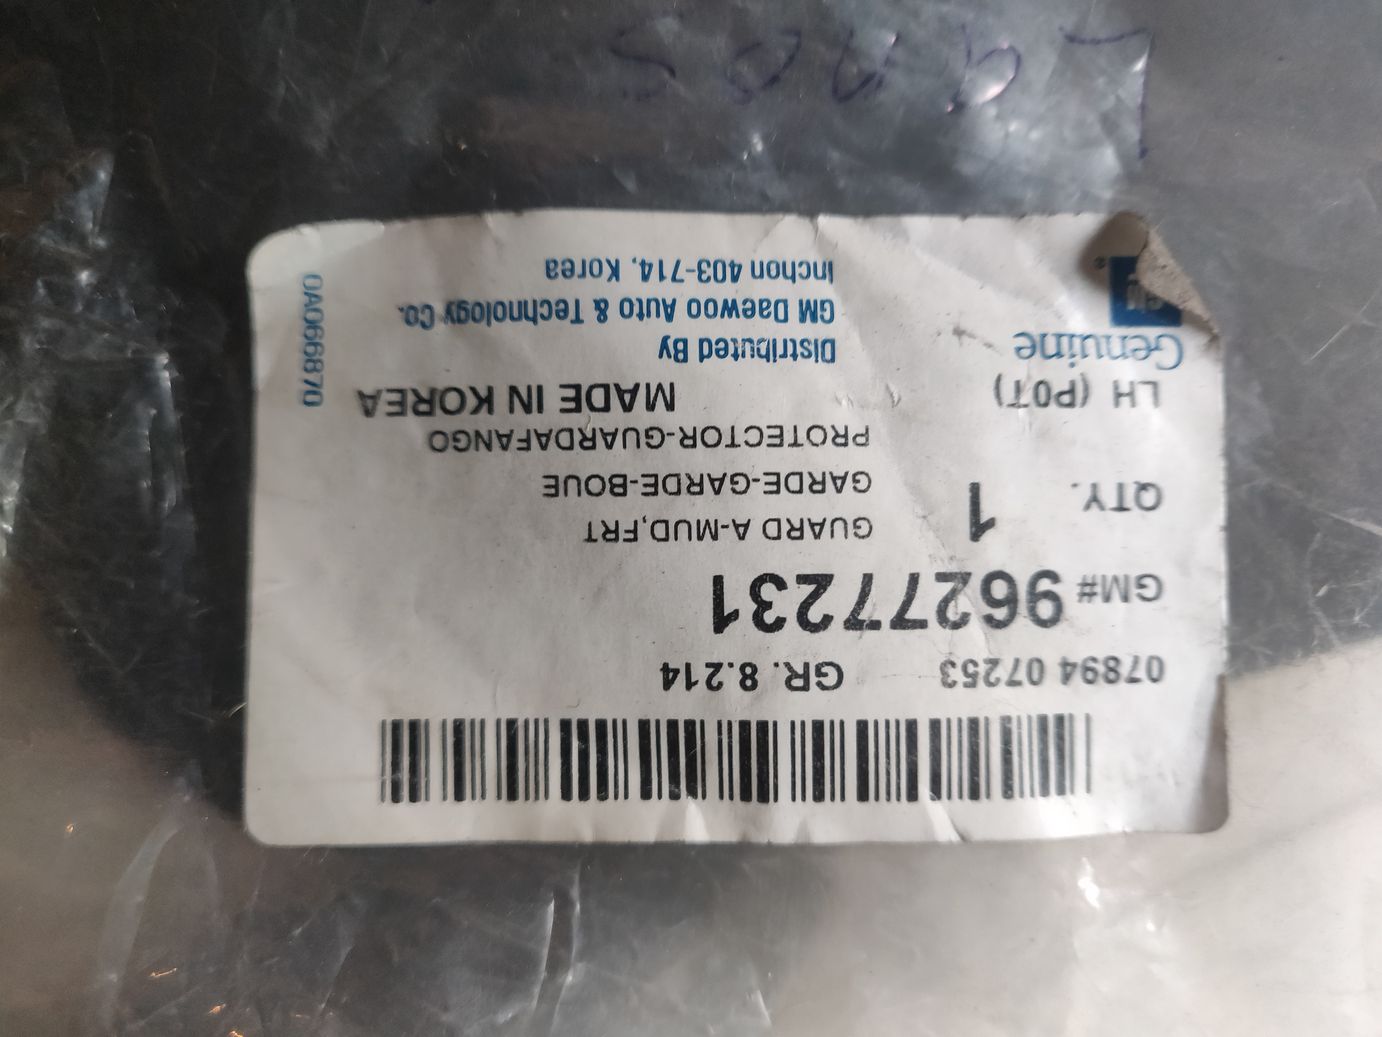 07894 07253 GR. 8.214
GM# 96277231
GUARD A-MUD,FRT
QTY. 1 GARDE-GARDE-BOUE
PROTECTOR-GUARDAFANGO
LH (P0T) MADE IN KOREA
Genuine
GM
Distributed By
GM Daewoo Auto & Technology Co.
Inchon 403-714, Korea
0A066870
Lanos